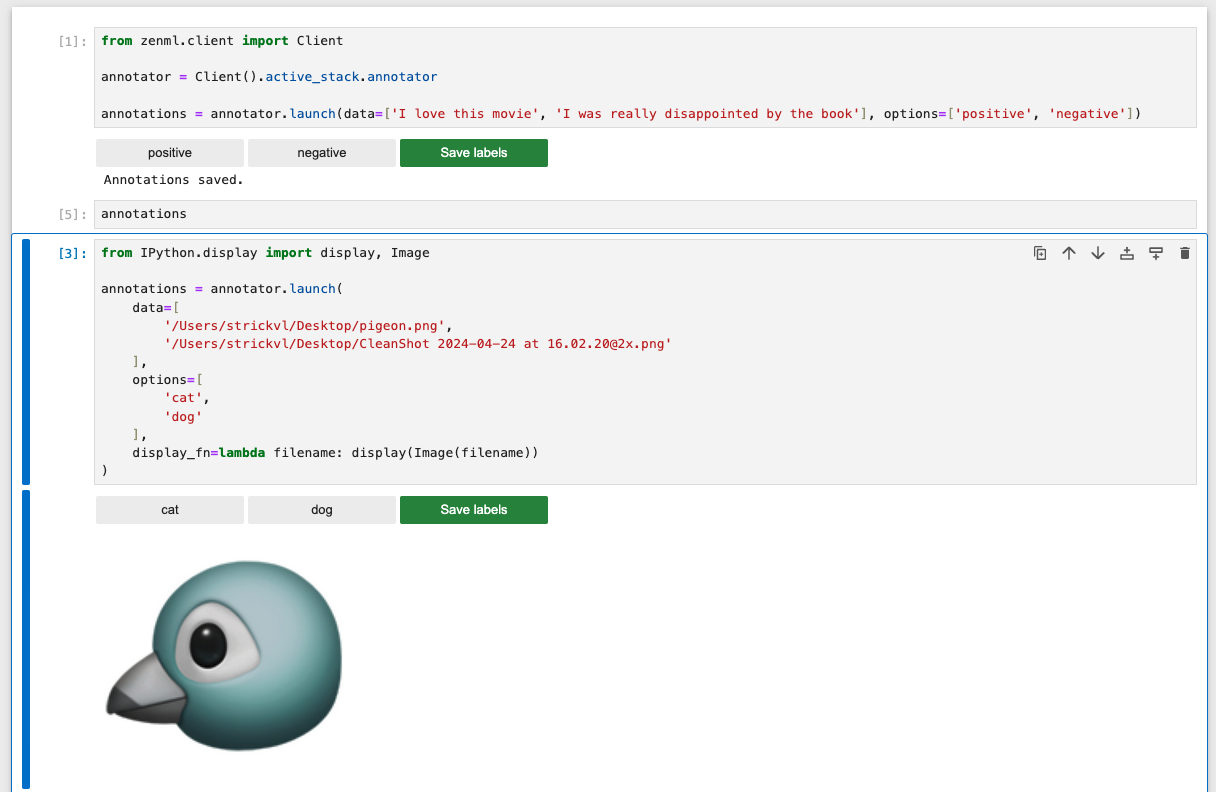 [1]: from zenml.client import Client
annotator = Client().active_stack.annotator
annotations = annotator.launch(data=['I love this movie', 'I was really disappointed by the book'], options=['positive', 'negative'])
positive negative Save labels
Annotations saved.
[5]: annotations
[3]: from IPython.display import display, Image
annotations = annotator.launch(
    data=[
        '/Users/strickvl/Desktop/pigeon.png',
        '/Users/strickvl/Desktop/CleanShot 2024-04-24 at 16.02.20@2x.png'
    ],
    options=[
        'cat',
        'dog'
    ],
    display_fn=lambda filename: display(Image(filename))
)
cat dog Save labels